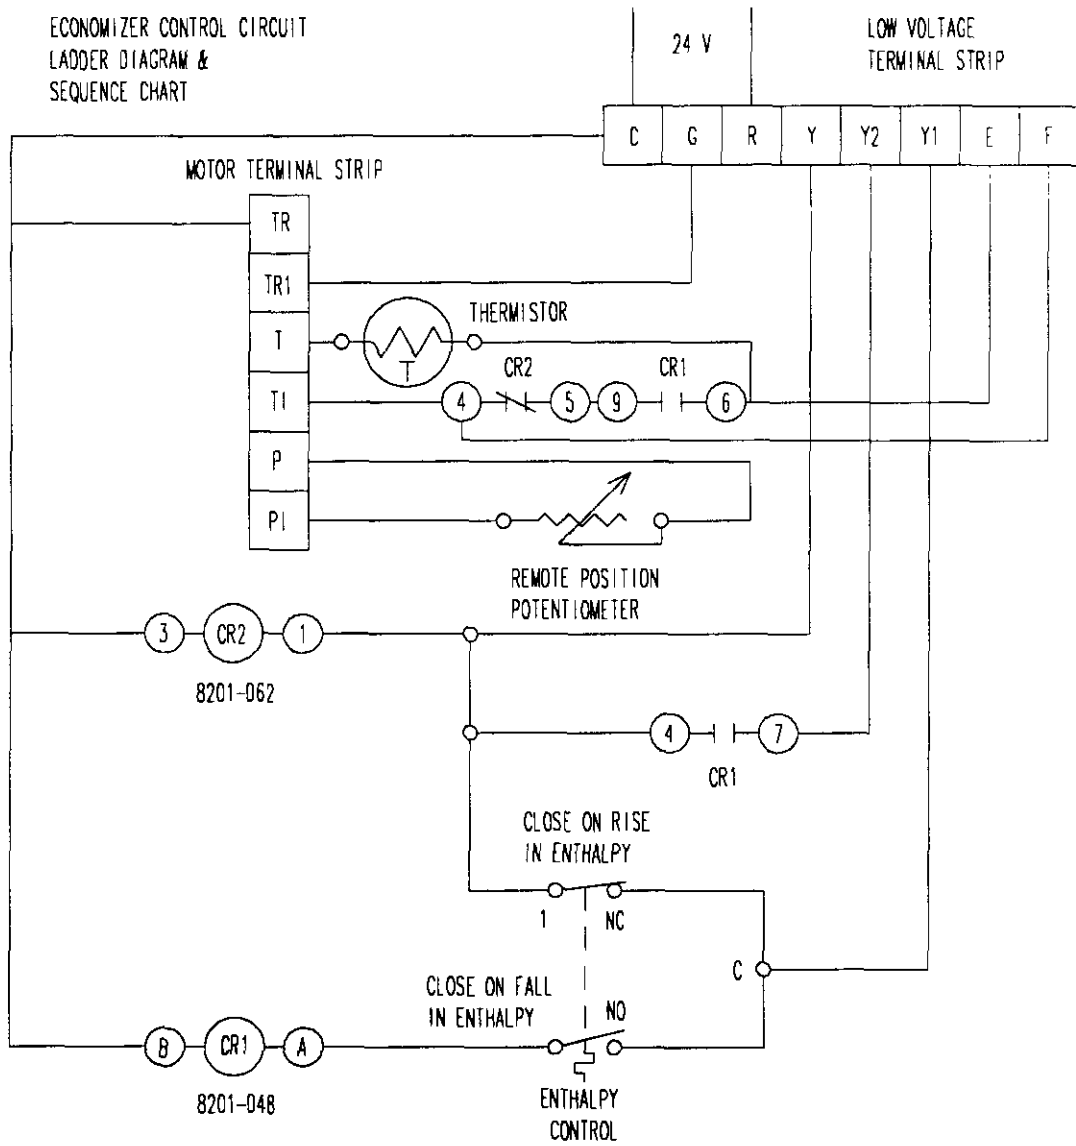 ECONOMIZER CONTROL CIRCUIT
LADDER DIAGRAM &
SEQUENCE CHART
24 V
LOW VOLTAGE
TERMINAL STRIP
C G R Y Y2 Y1 E F
MOTOR TERMINAL STRIP
TR
TR1
T
T1
P
P1
THERMISTOR
T
CR2 CR1
4 5 9 6
REMOTE POSITION
POTENTIOMETER
3 CR2 1
8201-062
4 7
CR1
CLOSE ON RISE
IN ENTHALPY
1 NC
C
CLOSE ON FALL
IN ENTHALPY
NO
B CR1 A
8201-048
ENTHALPY
CONTROL